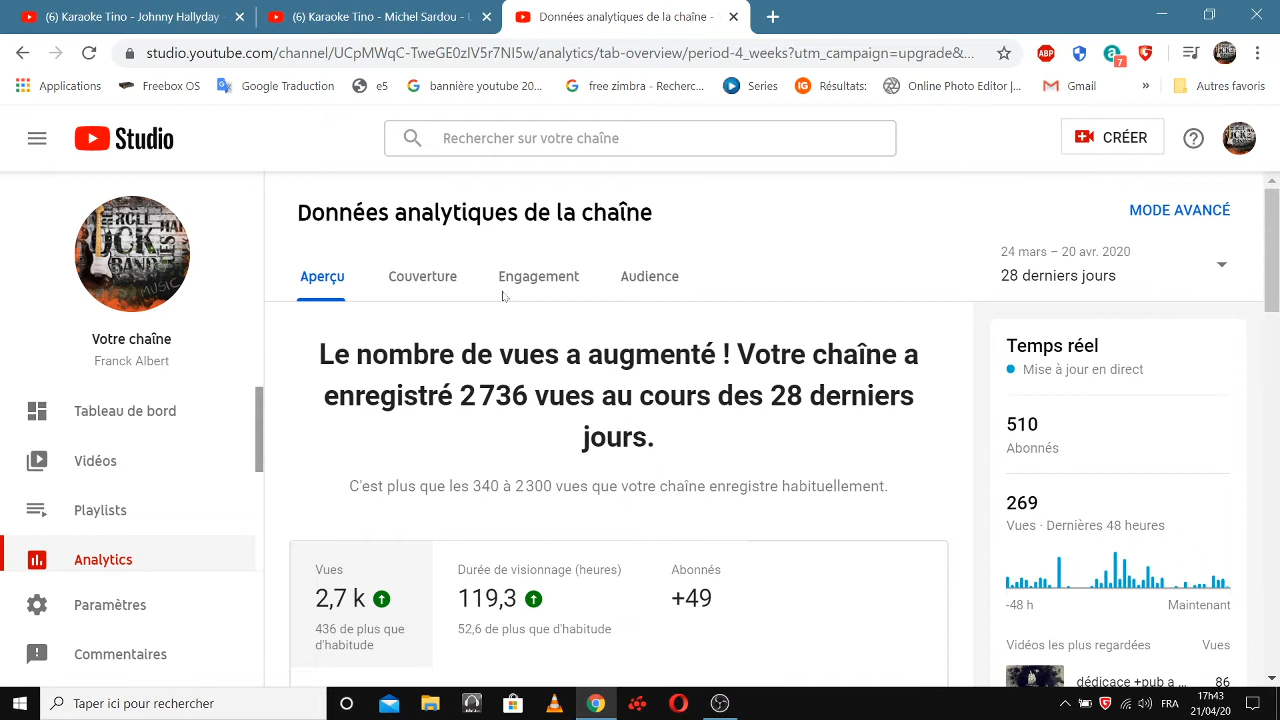 (6) Karaoke Tino - Johnny Hallyday -
(6) Karaoke Tino - Michel Sardou - U
Données analytiques de la chaîne -
studio.youtube.com/channel/UCpMWqC-TweGE0zIV5r7NI5w/analytics/tab-overview/period-4_weeks?utm_campaign=upgrade&...
ABP
7
Applications
Freebox OS
Google Traduction
e5
bannière youtube 20...
free zimbra - Recherc...
Series
Résultats:
Online Photo Editor |...
Gmail
»
Autres favoris
Studio
Rechercher sur votre chaîne
CRÉER
Données analytiques de la chaîne
MODE AVANCÉ
24 mars – 20 avr. 2020
28 derniers jours
Aperçu
Couverture
Engagement
Audience
Votre chaîne
Franck Albert
Tableau de bord
Vidéos
Playlists
Analytics
Paramètres
Commentaires
Le nombre de vues a augmenté ! Votre chaîne a
enregistré 2 736 vues au cours des 28 derniers
jours.
C'est plus que les 340 à 2 300 vues que votre chaîne enregistre habituellement.
Vues
2,7 k
436 de plus que
d'habitude
Durée de visionnage (heures)
119,3
52,6 de plus que d'habitude
Abonnés
+49
Temps réel
Mise à jour en direct
510
Abonnés
269
Vues · Dernières 48 heures
-48 h
Maintenant
Vidéos les plus regardées
Vues
dédicace +pub a ...
86
Taper ici pour rechercher
FRA
17:43
21/04/20